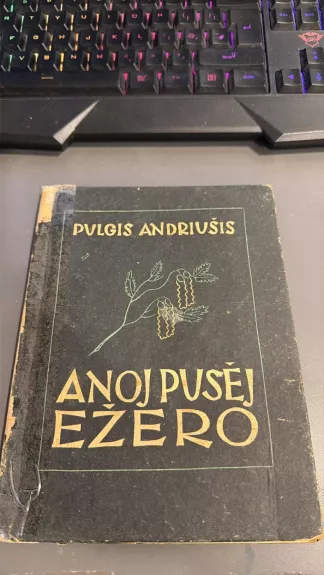 PULGIS ANDRIUŠIS
ANOJ PUSĖJ
EŽERO